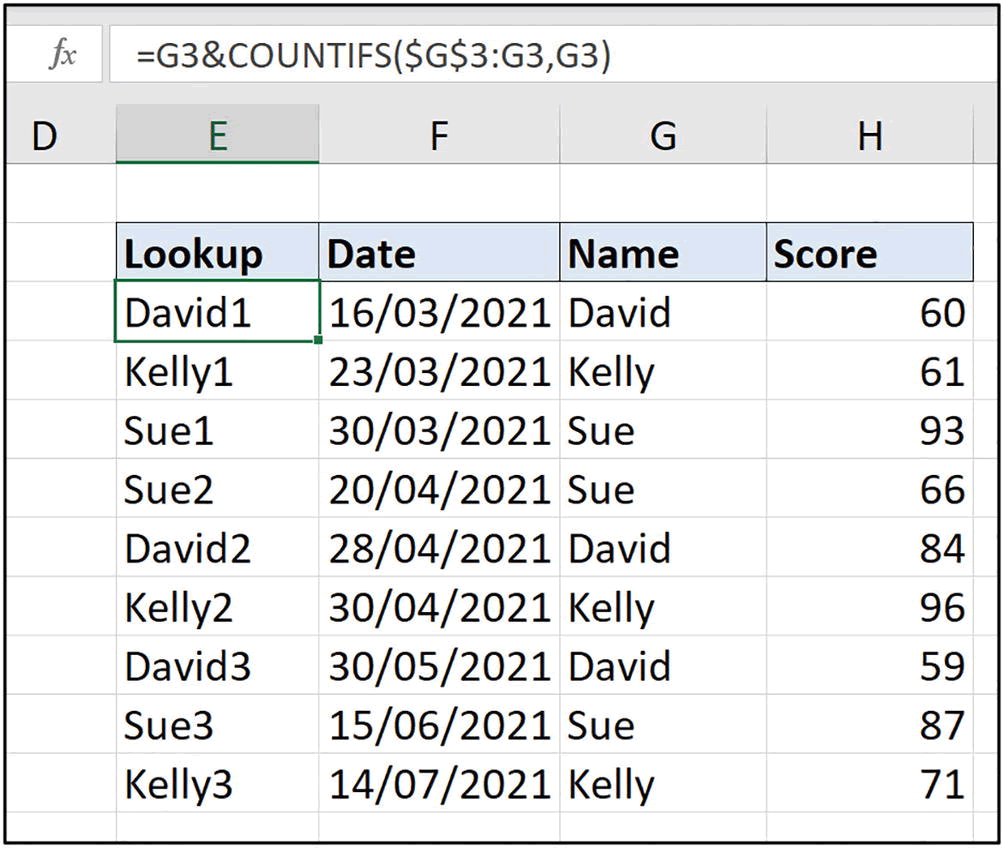 fx =G3&COUNTIFS($G$3:G3,G3)
D E F G H
Lookup Date Name Score
David1 16/03/2021 David 60
Kelly1 23/03/2021 Kelly 61
Sue1 30/03/2021 Sue 93
Sue2 20/04/2021 Sue 66
David2 28/04/2021 David 84
Kelly2 30/04/2021 Kelly 96
David3 30/05/2021 David 59
Sue3 15/06/2021 Sue 87
Kelly3 14/07/2021 Kelly 71